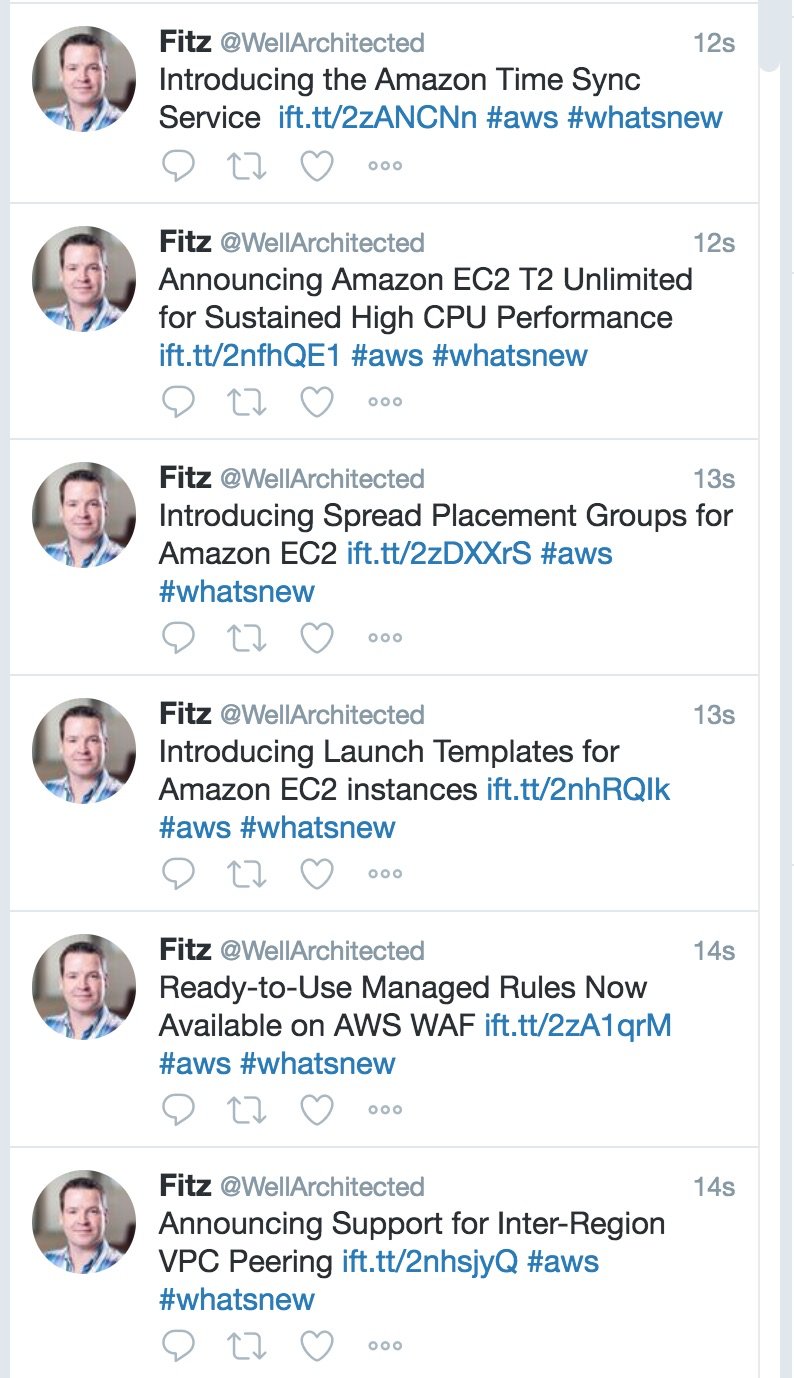 Fitz @WellArchitected 12s
Introducing the Amazon Time Sync
Service ift.tt/2zANCNn #aws #whatsnew
Fitz @WellArchitected 12s
Announcing Amazon EC2 T2 Unlimited
for Sustained High CPU Performance
ift.tt/2nfhQE1 #aws #whatsnew
Fitz @WellArchitected 13s
Introducing Spread Placement Groups for
Amazon EC2 ift.tt/2zDXXrS #aws
#whatsnew
Fitz @WellArchitected 13s
Introducing Launch Templates for
Amazon EC2 instances ift.tt/2nhRQIk
#aws #whatsnew
Fitz @WellArchitected 14s
Ready-to-Use Managed Rules Now
Available on AWS WAF ift.tt/2zA1qrM
#aws #whatsnew
Fitz @WellArchitected 14s
Announcing Support for Inter-Region
VPC Peering ift.tt/2nhsjyQ #aws
#whatsnew